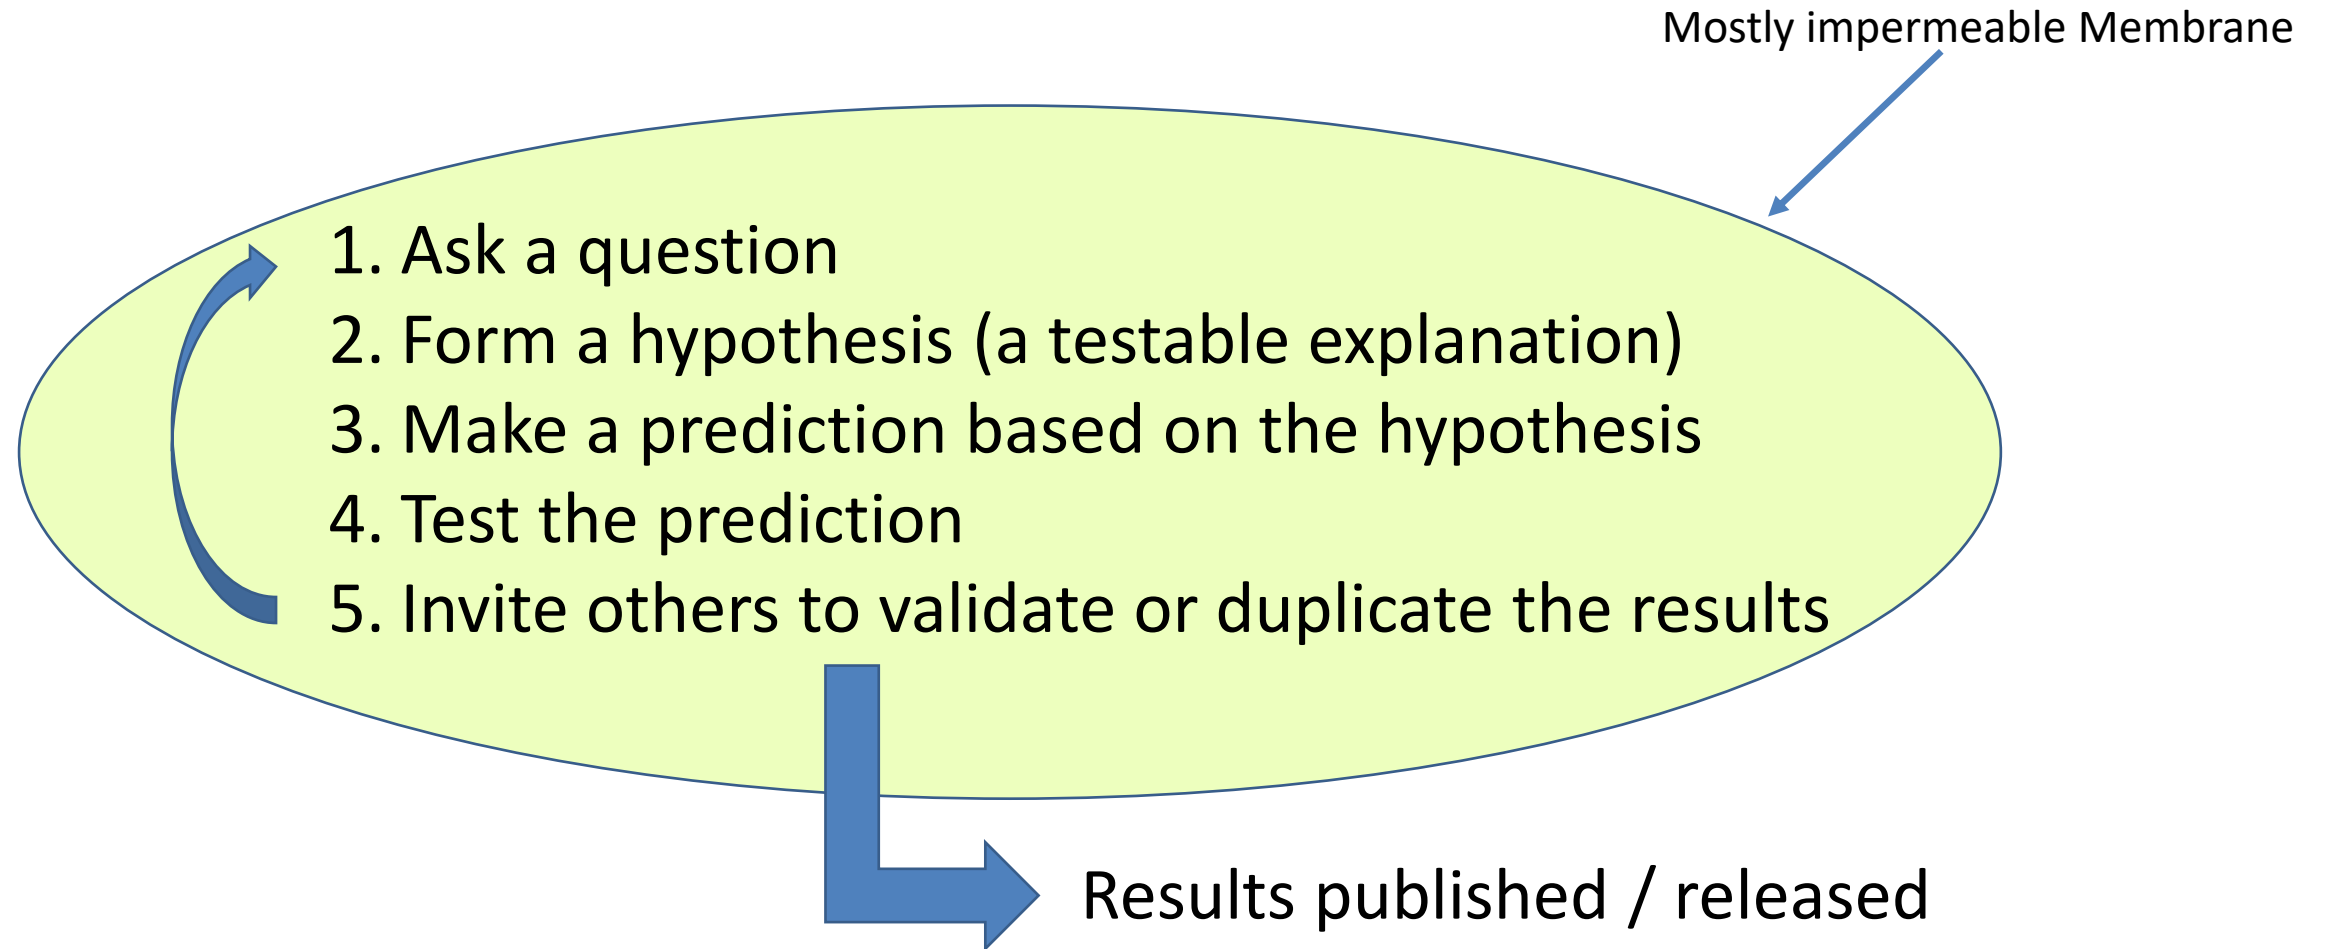 Mostly impermeable Membrane
1. Ask a question
2. Form a hypothesis (a testable explanation)
3. Make a prediction based on the hypothesis
4. Test the prediction
5. Invite others to validate or duplicate the results
Results published / released